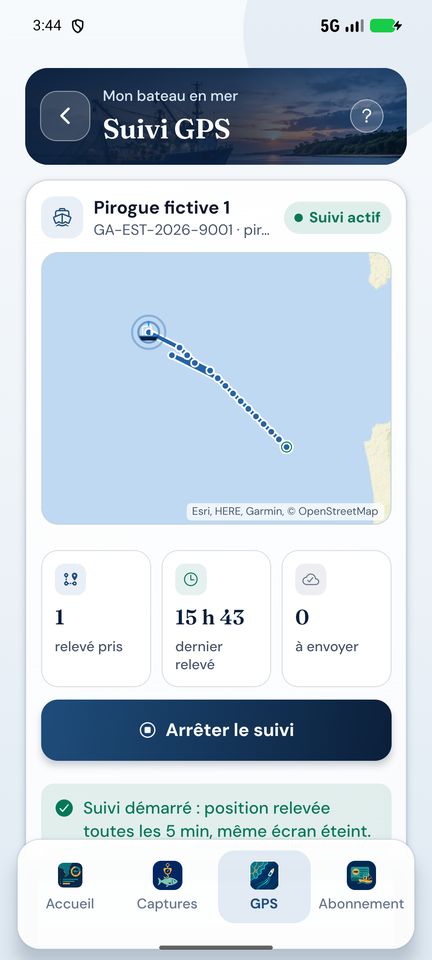 3:44
5G
Mon bateau en mer
Suivi GPS
?
Pirogue fictive 1
GA-EST-2026-9001 · pir...
Suivi actif
Esri, HERE, Garmin, © OpenStreetMap
1
relevé pris
15 h 43
dernier
relevé
0
à envoyer
Arrêter le suivi
Suivi démarré : position relevée
toutes les 5 min, même écran éteint.
Accueil
Captures
GPS
Abonnement